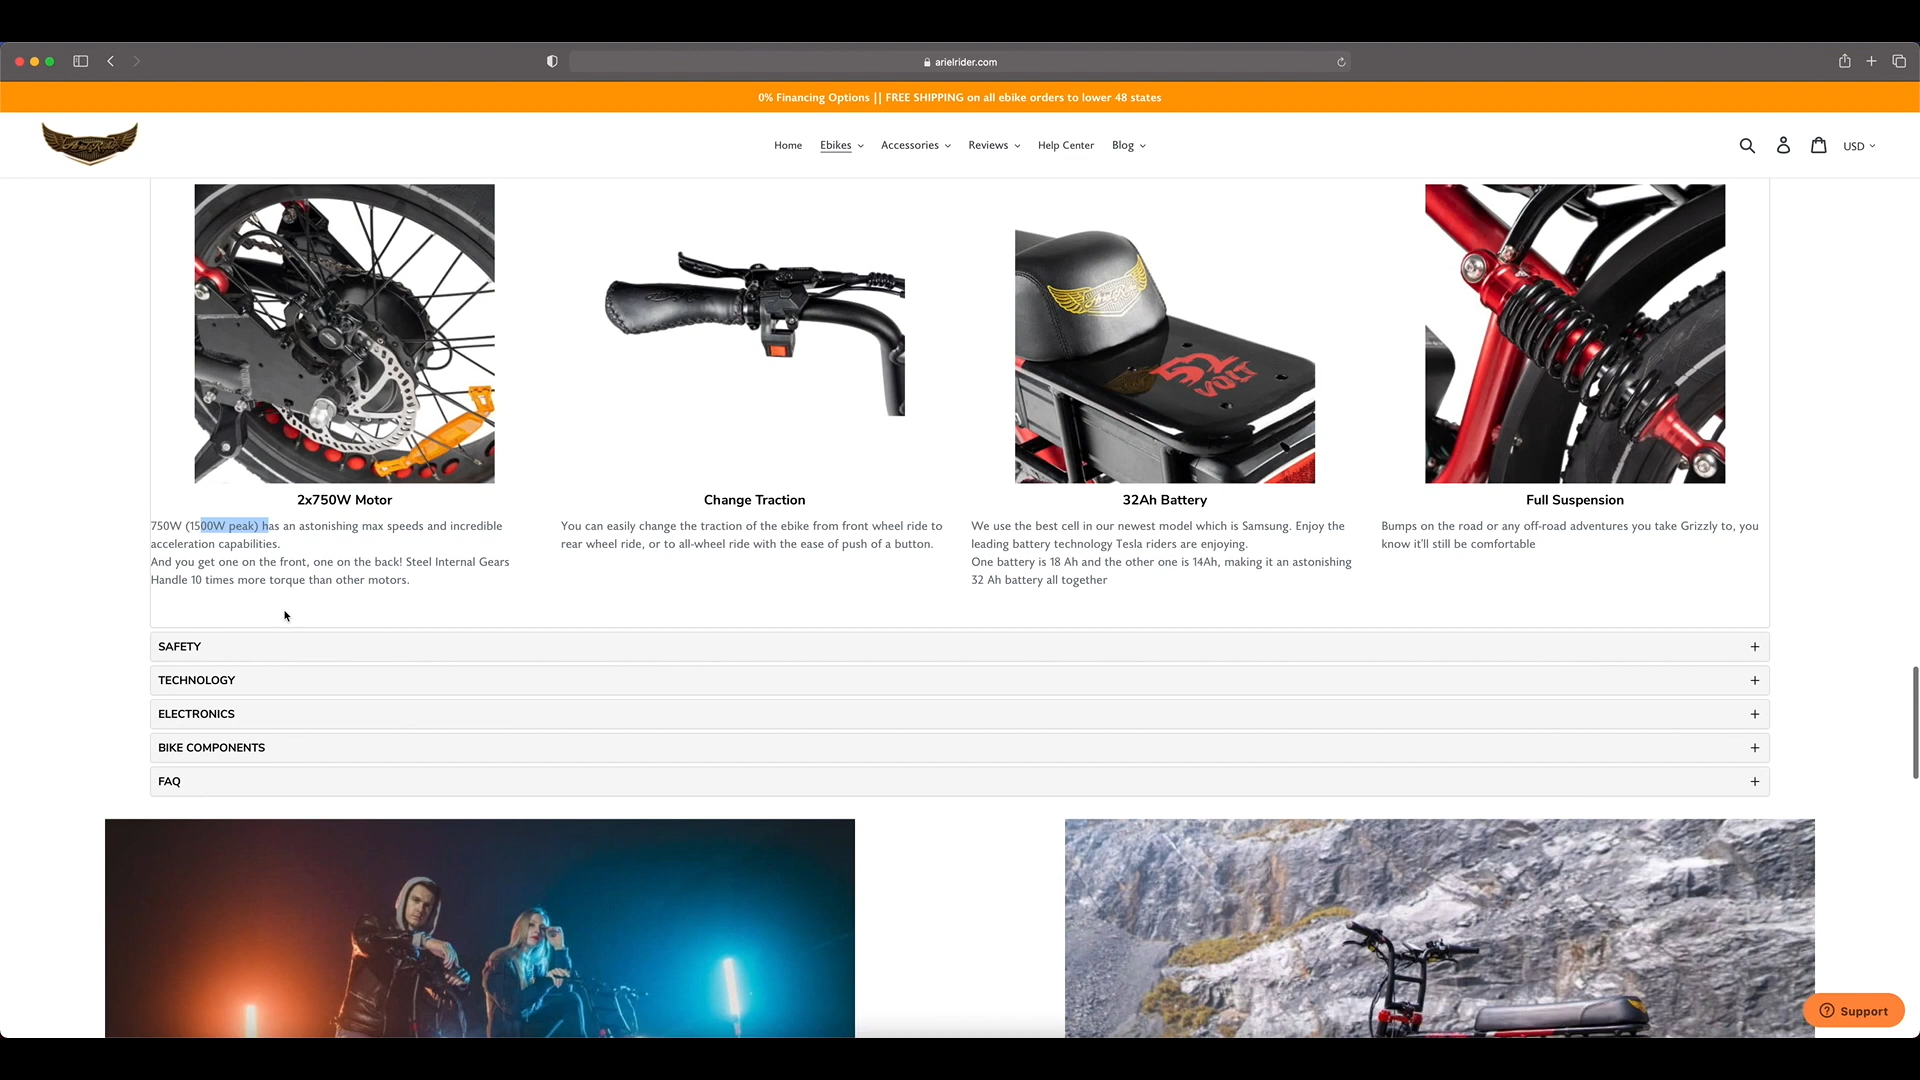 arielrider.com
0% Financing Options || FREE SHIPPING on all ebike orders to lower 48 states
Ariel Rider
Home Ebikes Accessories Reviews Help Center Blog USD
Ariel Rider
52 VOLT
2x750W Motor
750W (1500W peak) has an astonishing max speeds and incredible
acceleration capabilities.
And you get one on the front, one on the back! Steel Internal Gears
Handle 10 times more torque than other motors.
Change Traction
You can easily change the traction of the ebike from front wheel ride to
rear wheel ride, or to all-wheel ride with the ease of push of a button.
32Ah Battery
We use the best cell in our newest model which is Samsung. Enjoy the
leading battery technology Tesla riders are enjoying.
One battery is 18 Ah and the other one is 14Ah, making it an astonishing
32 Ah battery all together
Full Suspension
Bumps on the road or any off-road adventures you take Grizzly to, you
know it'll still be comfortable
SAFETY
TECHNOLOGY
ELECTRONICS
BIKE COMPONENTS
FAQ
Support